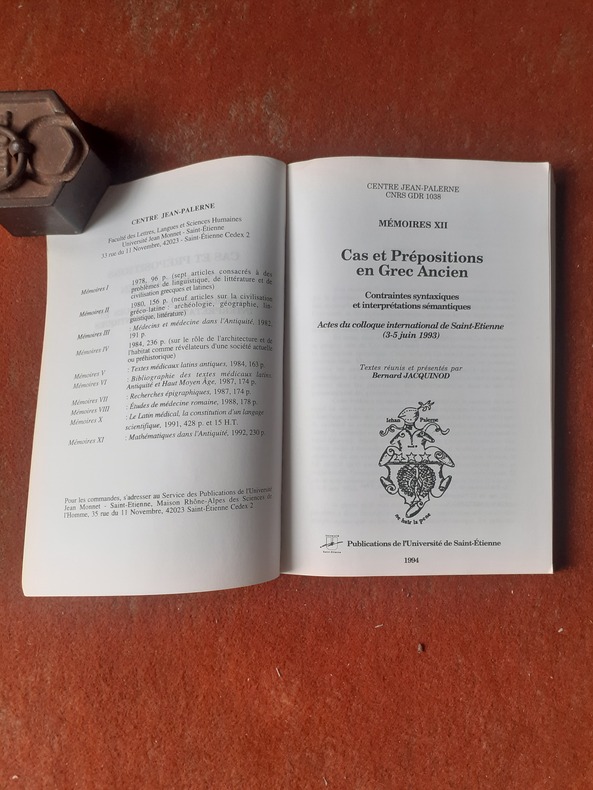 CENTRE JEAN-PALERNE
Faculté des Lettres, Langues et Sciences Humaines
Université Jean Monnet - Saint-Étienne
33 rue du 11 Novembre, 42023 - Saint-Étienne Cedex 2
Mémoires I 1978, 96 p. (sept articles consacrés à des
problèmes de linguistique, de littérature et de
civilisation grecques et latines)
Mémoires II 1980, 156 p. (neuf articles sur la civilisation
gréco-latine : archéologie, géographie, lin-
guistique, littérature)
Mémoires III : Médecins et médecine dans l'Antiquité, 1982,
191 p.
Mémoires IV 1984, 236 p. (sur le rôle de l'architecture et de
l'habitat comme révélateurs d'une société actuelle
ou préhistorique)
Mémoires V : Textes médicaux latins antiques, 1984, 163 p.
Mémoires VI : Bibliographie des textes médicaux latins,
Antiquité et Haut Moyen Âge, 1987, 174 p.
Mémoires VII : Recherches épigraphiques, 1987, 174 p.
Mémoires VIII : Études de médecine romaine, 1988, 178 p.
Mémoires X : Le Latin médical, la constitution d'un langage
scientifique, 1991, 428 p. et 15 H.T.
Mémoires XI : Mathématiques dans l'Antiquité, 1992, 230 p.
Pour les commandes, s'adresser au Service des Publications de l'Université
Jean Monnet - Saint-Etienne, Maison Rhône-Alpes des Sciences de
l'Homme, 35 rue du 11 Novembre, 42023 Saint-Étienne Cedex 2
CENTRE JEAN-PALERNE
CNRS GDR 1038
MÉMOIRES XII
Cas et Prépositions
en Grec Ancien
Contraintes syntaxiques
et interprétations sémantiques
Actes du colloque international de Saint-Etienne
(3-5 juin 1993)
Textes réunis et présentés par
Bernard JACQUINOD
Iehan Palerne
Publications de l'Université de Saint-Étienne
1994